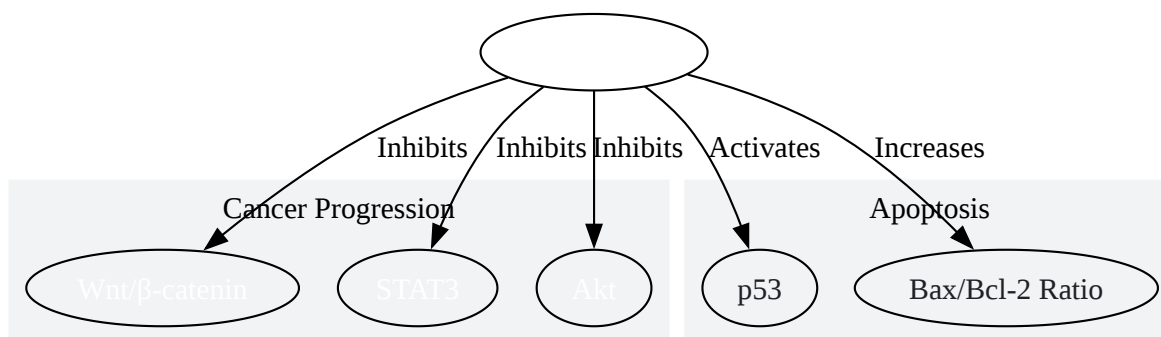 Inhibits
Inhibits
Inhibits
Activates
Increases
Cancer Progression
Apoptosis
Wnt/β-catenin
STAT3
Akt
p53
Bax/Bcl-2 Ratio